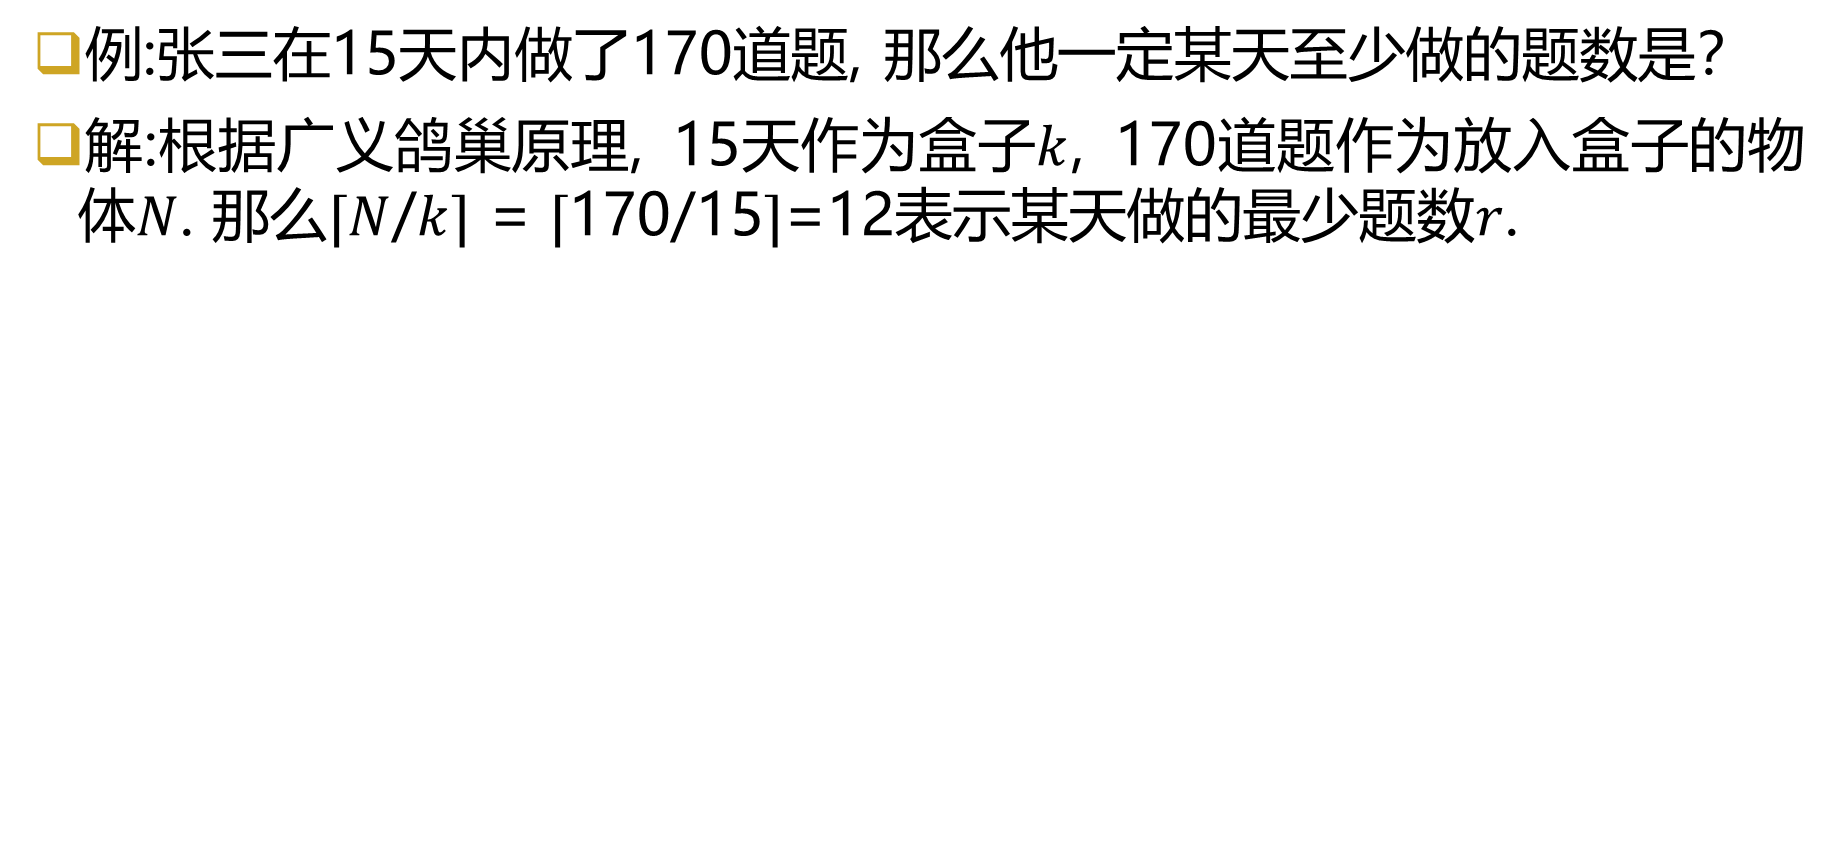 ❑例:张三在15天内做了170道题, 那么他一定某天至少做的题数是?
❑解:根据广义鸽巢原理, 15天作为盒子k, 170道题作为放入盒子的物
体N. 那么⌈N/k⌉ = ⌈170/15⌉=12表示某天做的最少题数r.